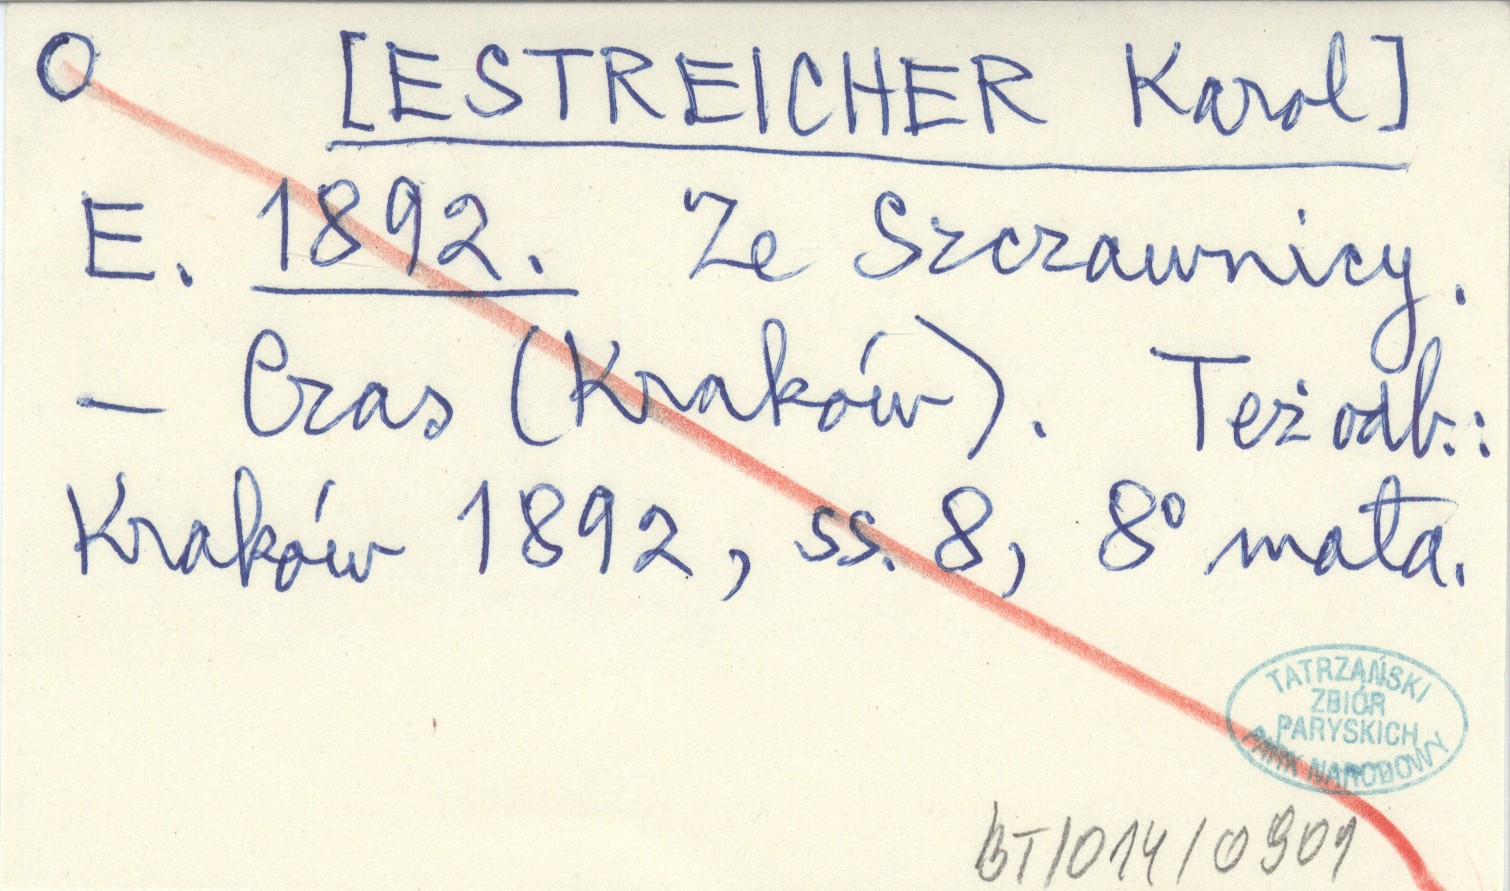 O [ESTREICHER Karol]
E. 1892. Ze Szczawnicy.
— Czas (Kraków). Też odb.:
Kraków 1892, ss. 8, 8° mała.
TATRZAŃSKI
ZBIÓR
PARYSKICH
PARK NARODOWY
BT/014/0901